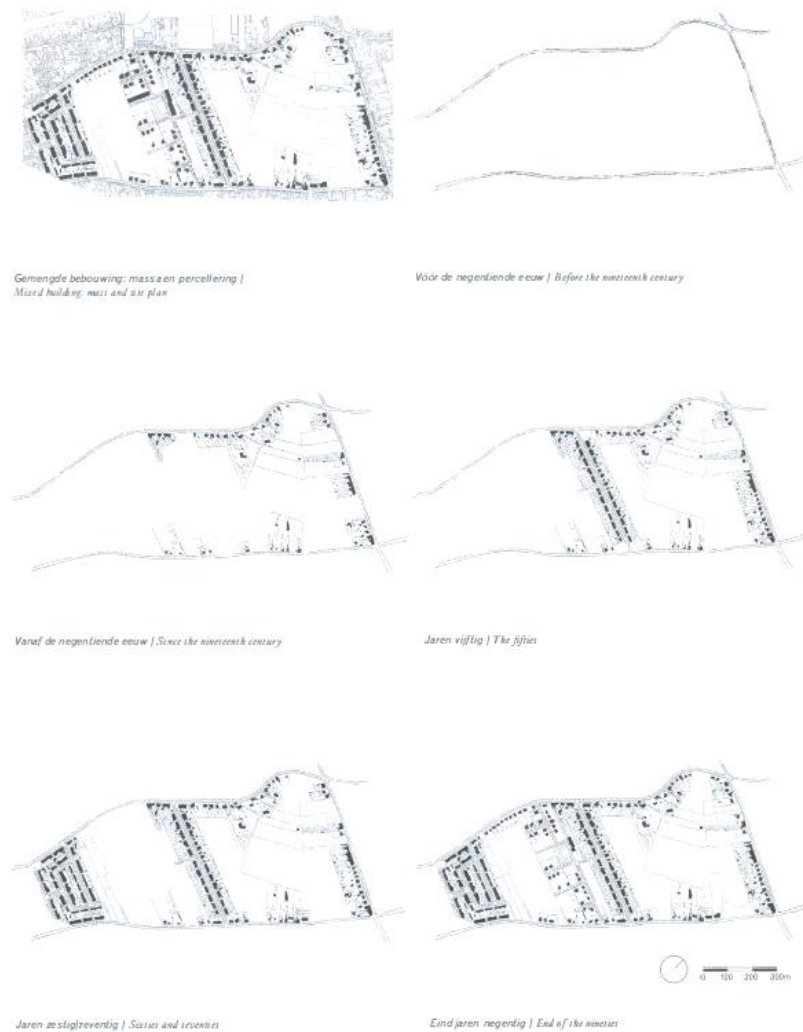 Gemengde bebouwing: massa en percellering |
Mixed building: mass and use plan
Vóór de negentiende eeuw | Before the nineteenth century
Vanaf de negentiende eeuw | Since the nineteenth century
Jaren vijftig | The fifties
0 100 200 300m
Jaren zestig/zeventig | Sixties and seventies
Eind jaren negentig | End of the nineties